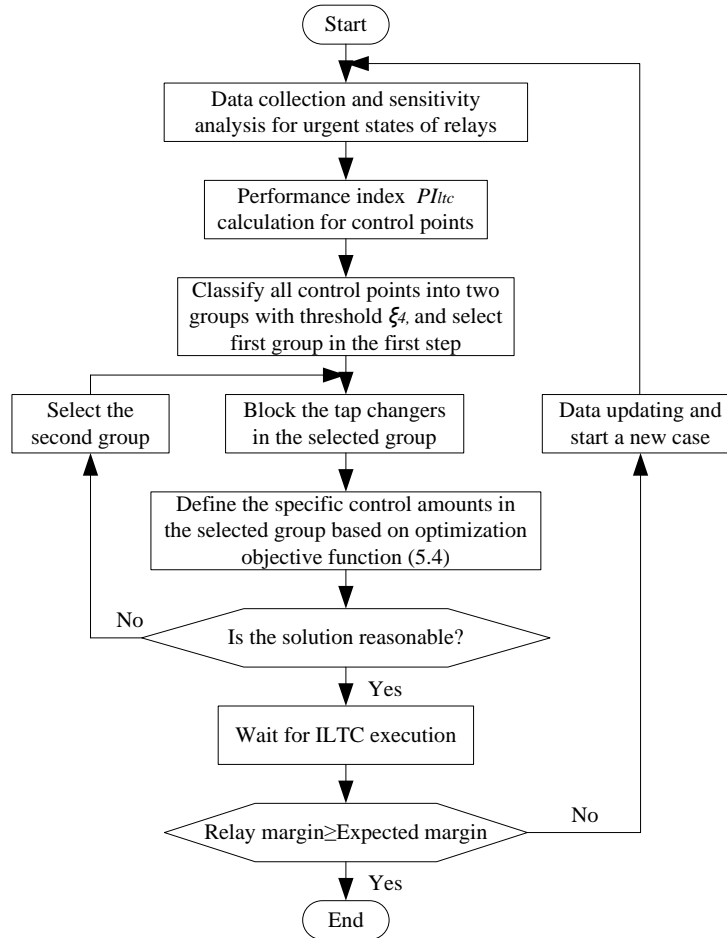 Start
Data collection and sensitivity
analysis for urgent states of relays
Performance index PIltc
calculation for control points
Classify all control points into two
groups with threshold ξ4, and select
first group in the first step
Select the
second group
Block the tap changers
in the selected group
Data updating and
start a new case
Define the specific control amounts in
the selected group based on optimization
objective function (5.4)
No
Is the solution reasonable?
Yes
Wait for ILTC execution
Relay margin≥Expected margin
No
Yes
End